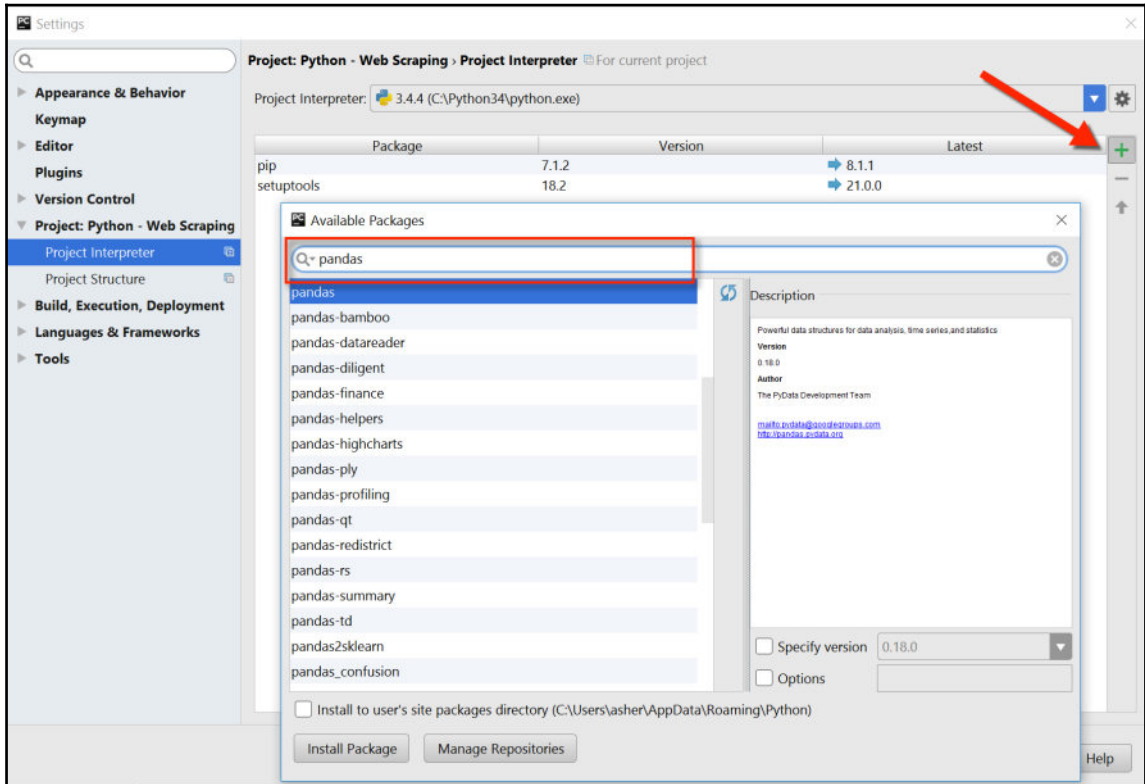 Settings
Project: Python - Web Scraping › Project Interpreter For current project
Appearance & Behavior
Keymap
Editor
Plugins
Version Control
Project: Python - Web Scraping
Project Interpreter
Project Structure
Build, Execution, Deployment
Languages & Frameworks
Tools
Project Interpreter: 3.4.4 (C:\Python34\python.exe)
Package Version Latest
pip 7.1.2 8.1.1
setuptools 18.2 21.0.0
Available Packages
pandas
pandas
pandas-bamboo
pandas-datareader
pandas-diligent
pandas-finance
pandas-helpers
pandas-highcharts
pandas-ply
pandas-profiling
pandas-qt
pandas-redistrict
pandas-rs
pandas-summary
pandas-td
pandas2sklearn
pandas_confusion
Description
Powerful data structures for data analysis, time series,and statistics
Version
0.18.0
Author
The PyData Development Team
mailto:pydata@googlegroups.com
http://pandas.pydata.org
Specify version 0.18.0
Options
Install to user's site packages directory (C:\Users\asher\AppData\Roaming\Python)
Install Package Manage Repositories
Help